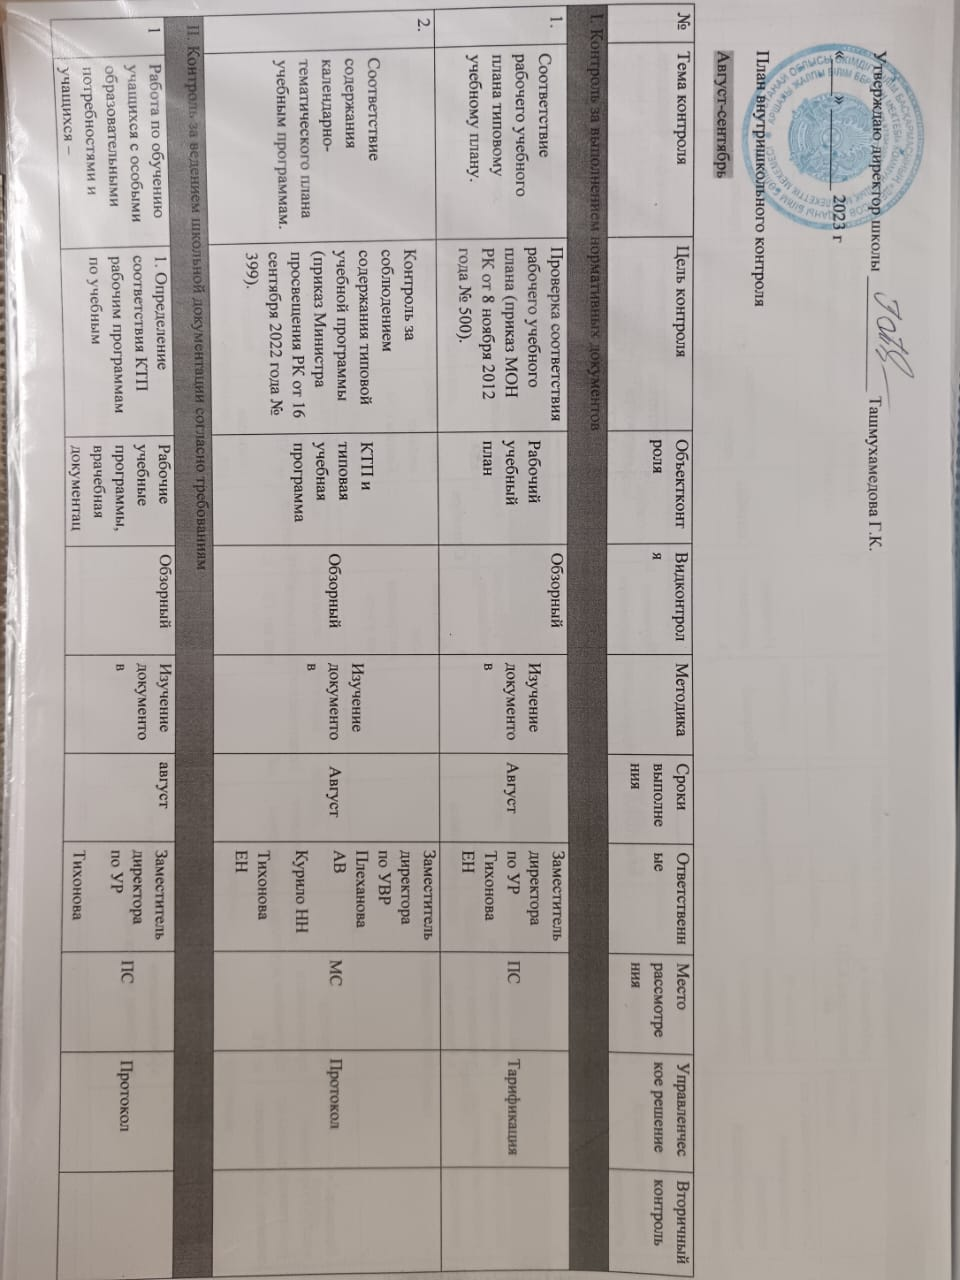 Утверждаю директор школы ____________ Ташмухамедова Г.К.
«____» ____________ 2023 г
План внутришкольного контроля
Август-сентябрь
№
Тема контроля
Цель контроля
Объектконт
роля
Видконтрол
я
Методика
Сроки
выполне
ния
Ответственн
ые
Место
рассмотре
ния
Управленчес
кое решение
Вторичный
контроль
I. Контроль за выполнением нормативных документов
1.
Соответствие
рабочего учебного
плана типовому
учебному плану.
Проверка соответствия
рабочего учебного
плана (приказ МОН
РК от 8 ноября 2012
года № 500).
Рабочий
учебный
план
Обзорный
Изучение
документо
в
Август
Заместитель
директора
по УР
Тихонова
ЕН
ПС
Тарификация
2.
Соответствие
содержания
календарно-
тематического плана
учебным программам.
Контроль за
соблюдением
содержания типовой
учебной программы
(приказ Министра
просвещения РК от 16
сентября 2022 года №
399).
КТП и
типовая
учебная
программа
Обзорный
Изучение
документо
в
Август
Заместитель
директора
по УВР
Плеханова
АВ
Курило НН
Тихонова
ЕН
МС
Протокол
II. Контроль за ведением школьной документации согласно требованиям
1
Работа по обучению
учащихся с особыми
образовательными
потребностями и
учащихся –
1. Определение
соответствия КТП
рабочим программам
по учебным
Рабочие
учебные
программы,
врачебная
документац
Обзорный
Изучение
документо
в
август
Заместитель
директора
по УР
Тихонова
ПС
Протокол